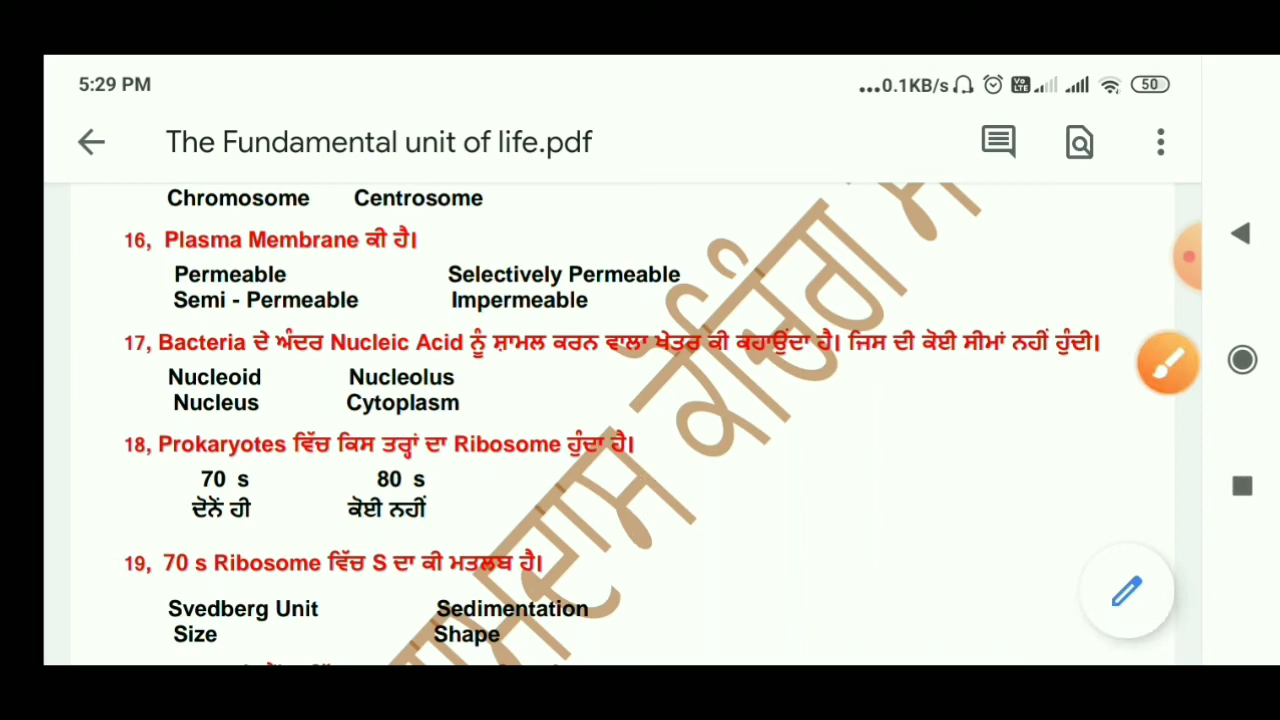 5:29 PM ...0.1KB/s Vo LTE 50
The Fundamental unit of life.pdf
Chromosome Centrosome
16, Plasma Membrane ਕੀ ਹੈ।
Permeable Selectively Permeable
Semi - Permeable Impermeable
17, Bacteria ਦੇ ਅੰਦਰ Nucleic Acid ਨੂੰ ਸ਼ਾਮਲ ਕਰਨ ਵਾਲਾ ਖੇਤਰ ਕੀ ਕਹਾਉਂਦਾ ਹੈ। ਜਿਸ ਦੀ ਕੋਈ ਸੀਮਾਂ ਨਹੀਂ ਹੁੰਦੀ।
Nucleoid Nucleolus
Nucleus Cytoplasm
18, Prokaryotes ਵਿੱਚ ਕਿਸ ਤਰ੍ਹਾਂ ਦਾ Ribosome ਹੁੰਦਾ ਹੈ।
70 s 80 s
ਦੋਨੋਂ ਹੀ ਕੋਈ ਨਹੀਂ
19, 70 s Ribosome ਵਿੱਚ S ਦਾ ਕੀ ਮਤਲਬ ਹੈ।
Svedberg Unit Sedimentation
Size Shape
ਕੋਚਿੰਗ